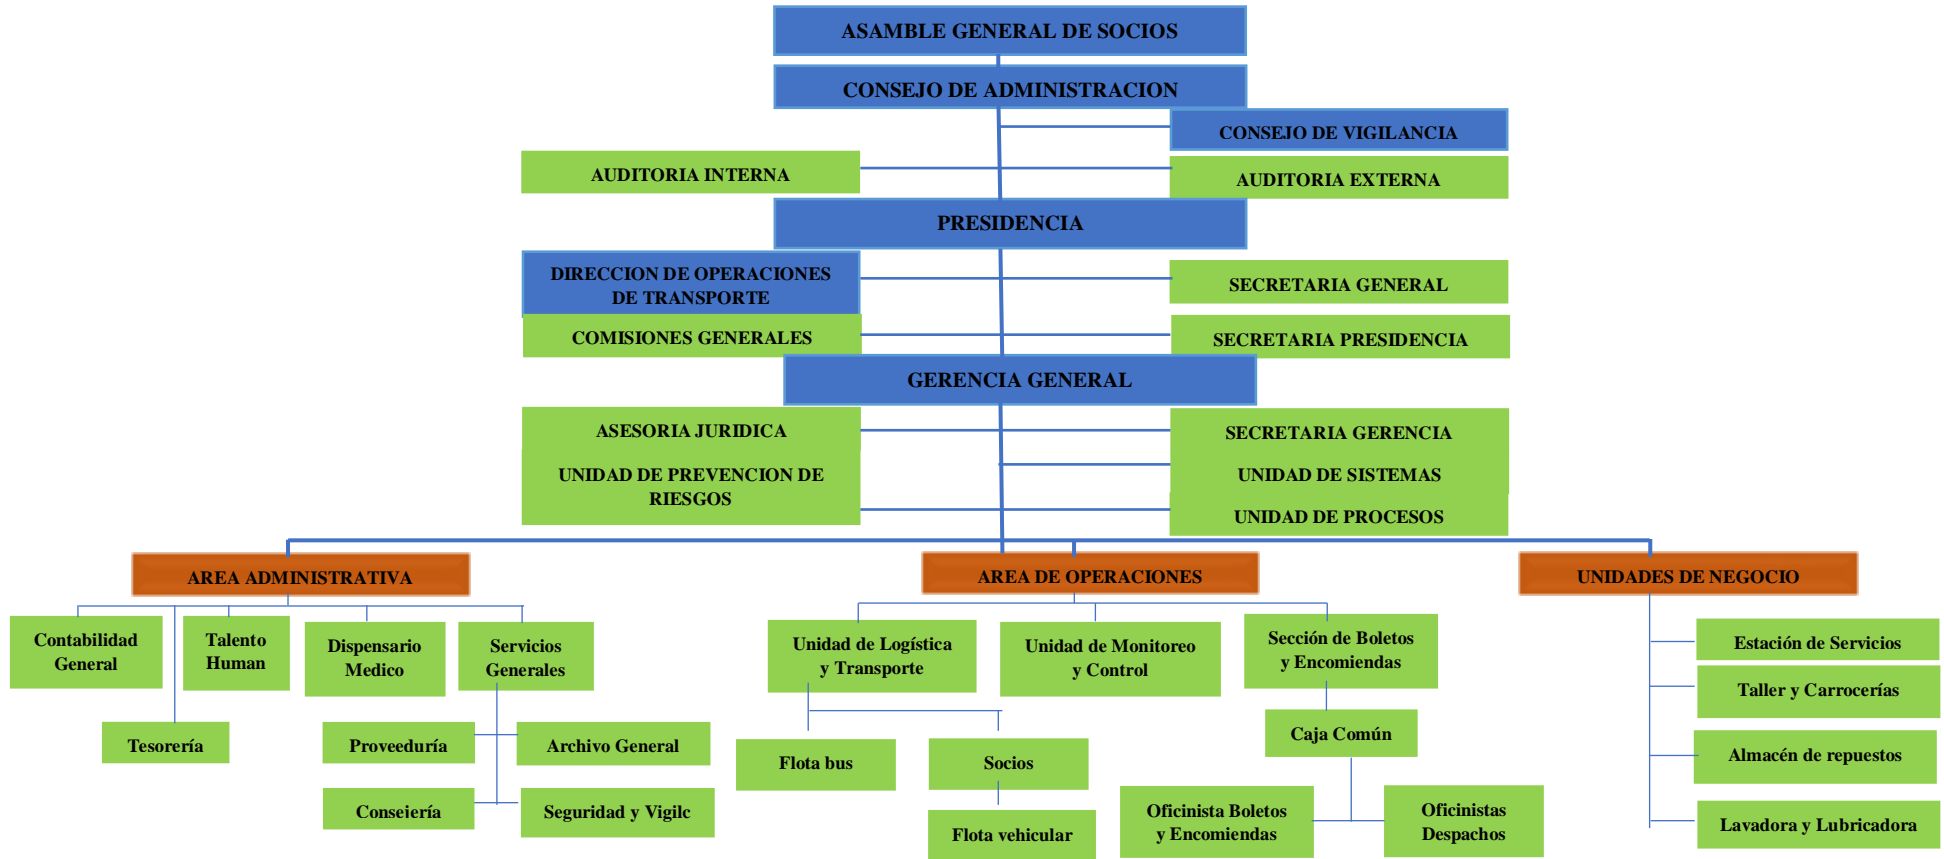 ASAMBLE GENERAL DE SOCIOS
CONSEJO DE ADMINISTRACION
CONSEJO DE VIGILANCIA
AUDITORIA INTERNA
AUDITORIA EXTERNA
PRESIDENCIA
DIRECCION DE OPERACIONES
DE TRANSPORTE
SECRETARIA GENERAL
COMISIONES GENERALES
SECRETARIA PRESIDENCIA
GERENCIA GENERAL
ASESORIA JURIDICA
SECRETARIA GERENCIA
UNIDAD DE PREVENCION DE
RIESGOS
UNIDAD DE SISTEMAS
UNIDAD DE PROCESOS
AREA ADMINISTRATIVA
AREA DE OPERACIONES
UNIDADES DE NEGOCIO
Contabilidad
General
Talento
Human
Dispensario
Medico
Servicios
Generales
Unidad de Logística
y Transporte
Unidad de Monitoreo
y Control
Sección de Boletos
y Encomiendas
Estación de Servicios
Taller y Carrocerías
Tesorería
Proveeduría
Archivo General
Flota bus
Socios
Caja Común
Almacén de repuestos
Consejería
Seguridad y Vigilc
Flota vehicular
Oficinista Boletos
y Encomiendas
Oficinistas
Despachos
Lavadora y Lubricadora